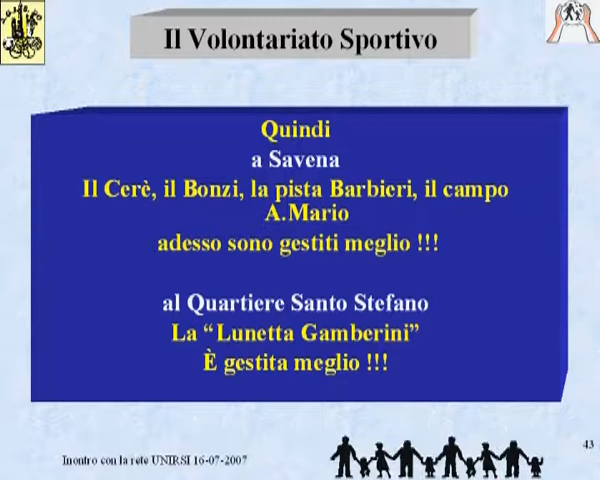 Il Volontariato Sportivo
Quindi
a Savena
Il Cerè, il Bonzi, la pista Barbieri, il campo
A.Mario
adesso sono gestiti meglio !!!
al Quartiere Santo Stefano
La “Lunetta Gamberini”
È gestita meglio !!!
43
Inontro con la rete UNIRSI 16-07-2007